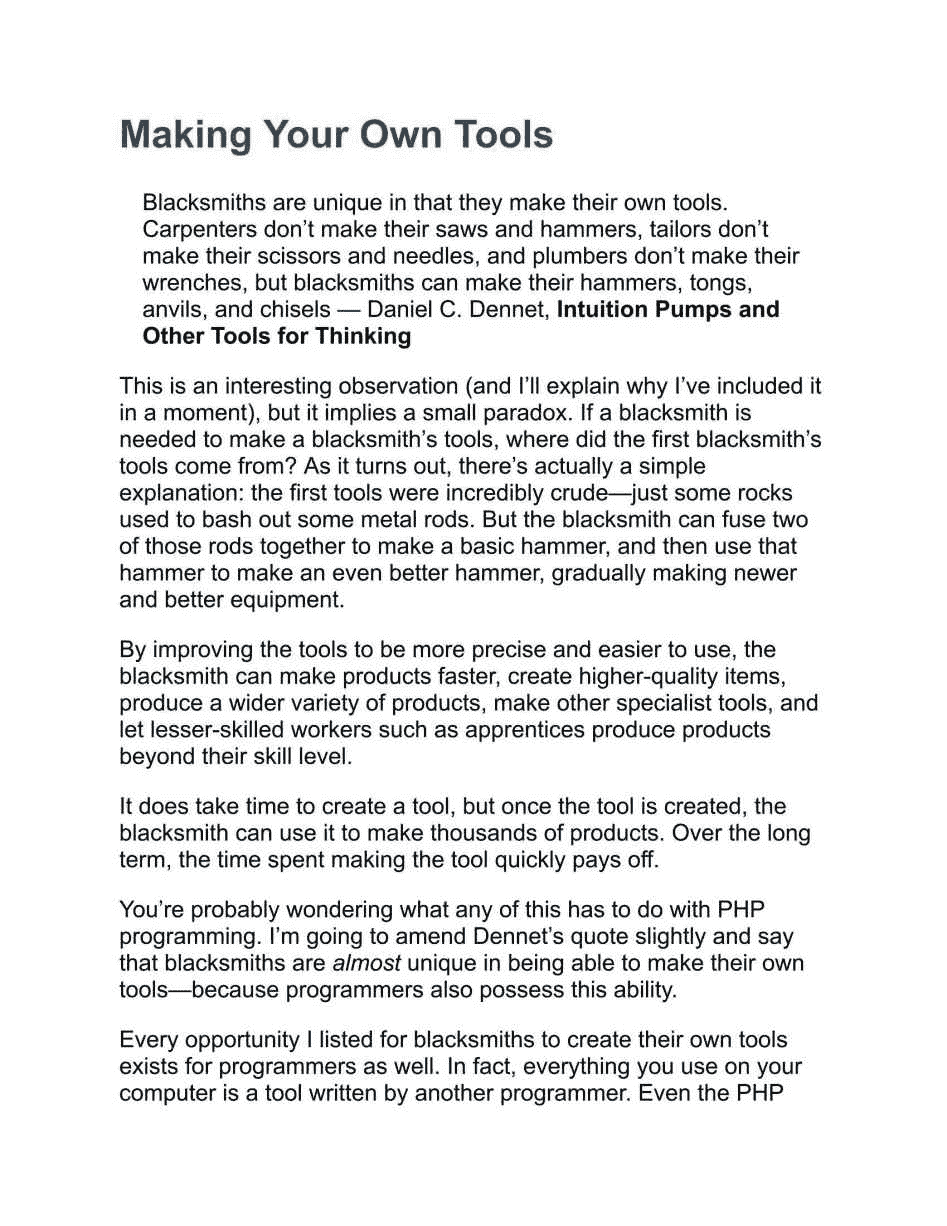 Making Your Own Tools
Blacksmiths are unique in that they make their own tools.
Carpenters don’t make their saws and hammers, tailors don’t
make their scissors and needles, and plumbers don’t make their
wrenches, but blacksmiths can make their hammers, tongs,
anvils, and chisels — Daniel C. Dennet, Intuition Pumps and
Other Tools for Thinking
This is an interesting observation (and I’ll explain why I’ve included it
in a moment), but it implies a small paradox. If a blacksmith is
needed to make a blacksmith’s tools, where did the first blacksmith’s
tools come from? As it turns out, there’s actually a simple
explanation: the first tools were incredibly crude—just some rocks
used to bash out some metal rods. But the blacksmith can fuse two
of those rods together to make a basic hammer, and then use that
hammer to make an even better hammer, gradually making newer
and better equipment.
By improving the tools to be more precise and easier to use, the
blacksmith can make products faster, create higher-quality items,
produce a wider variety of products, make other specialist tools, and
let lesser-skilled workers such as apprentices produce products
beyond their skill level.
It does take time to create a tool, but once the tool is created, the
blacksmith can use it to make thousands of products. Over the long
term, the time spent making the tool quickly pays off.
You’re probably wondering what any of this has to do with PHP
programming. I’m going to amend Dennet’s quote slightly and say
that blacksmiths are almost unique in being able to make their own
tools—because programmers also possess this ability.
Every opportunity I listed for blacksmiths to create their own tools
exists for programmers as well. In fact, everything you use on your
computer is a tool written by another programmer. Even the PHP